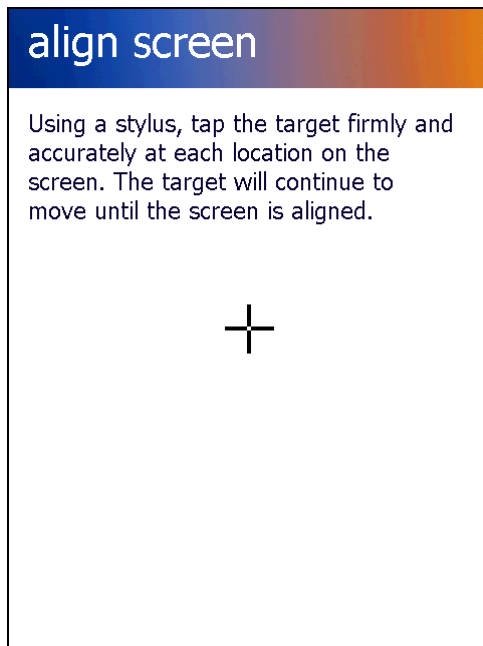 align screen
Using a stylus, tap the target firmly and
accurately at each location on the
screen. The target will continue to
move until the screen is aligned.